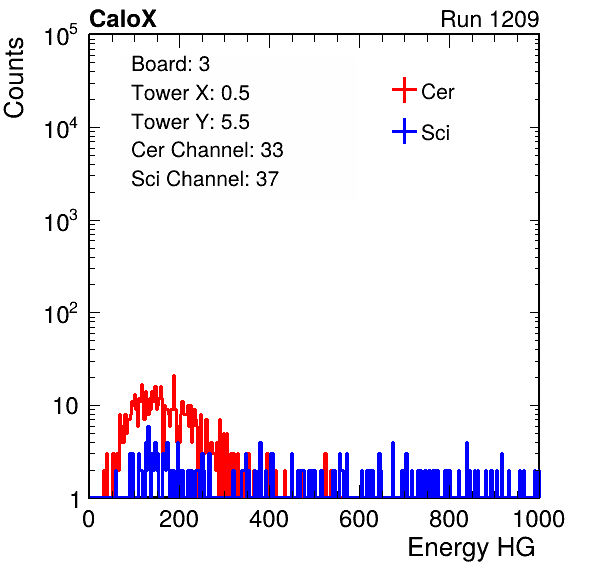 CaloX Run 1209
Counts
10^5
10^4
10^3
10^2
10
1
Board: 3
Tower X: 0.5
Tower Y: 5.5
Cer Channel: 33
Sci Channel: 37
Cer
Sci
0 200 400 600 800 1000
Energy HG